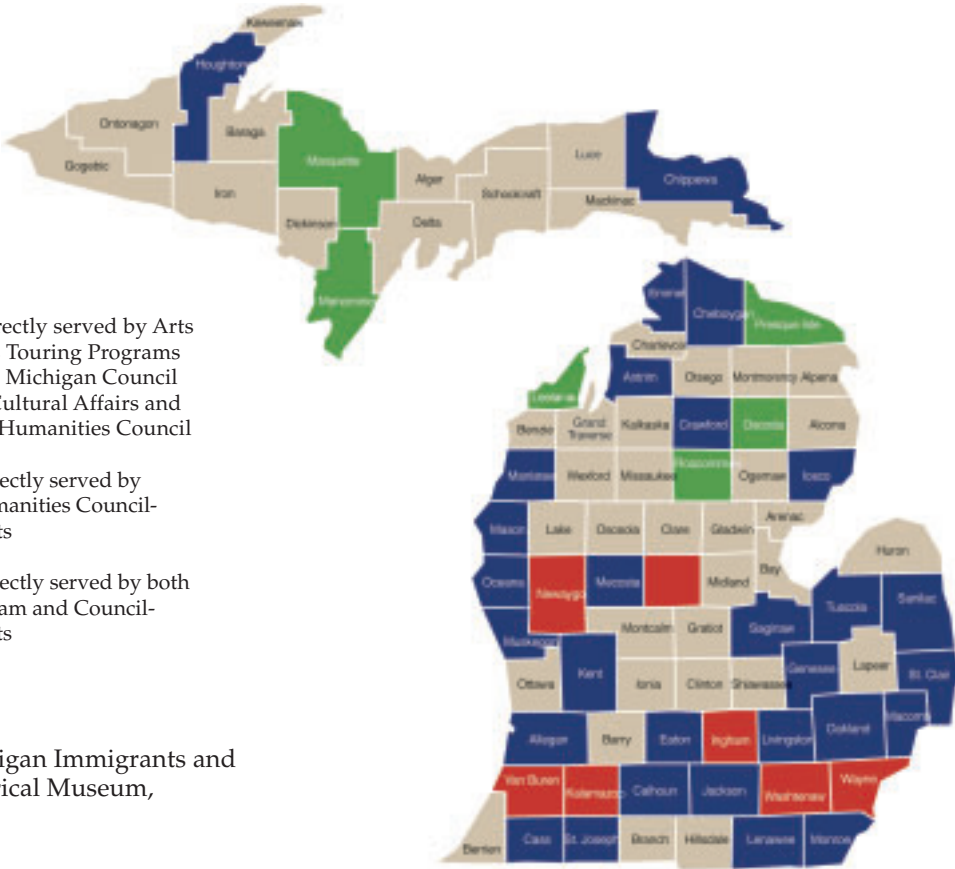 Keweenaw
Houghton
Ontonagon
Baraga
Marquette
Gogebic
Iron
Alger
Luce
Chippewa
Schoolcraft
Mackinac
Dickinson
Delta
Menominee
rectly served by Arts
Touring Programs
Michigan Council
Cultural Affairs and
Humanities Council
rectly served by
manities Council-
ts
rectly served by both
am and Council-
ts
igan Immigrants and
rical Museum,
Emmet
Cheboygan
Presque Isle
Charlevoix
Antrim
Otsego
Montmorency
Alpena
Leelanau
Benzie
Grand
Traverse
Kalkaska
Crawford
Oscoda
Alcona
Manistee
Wexford
Missaukee
Roscommon
Ogemaw
Iosco
Arenac
Mason
Lake
Osceola
Clare
Gladwin
Huron
Oceana
Newaygo
Mecosta
Midland
Bay
Tuscola
Sanilac
Muskegon
Montcalm
Gratiot
Saginaw
Kent
Genesee
Lapeer
St. Clair
Ottawa
Ionia
Clinton
Shiawassee
Macomb
Allegan
Barry
Eaton
Ingham
Livingston
Oakland
Van Buren
Kalamazoo
Calhoun
Jackson
Washtenaw
Wayne
Berrien
Cass
St. Joseph
Branch
Hillsdale
Lenawee
Monroe